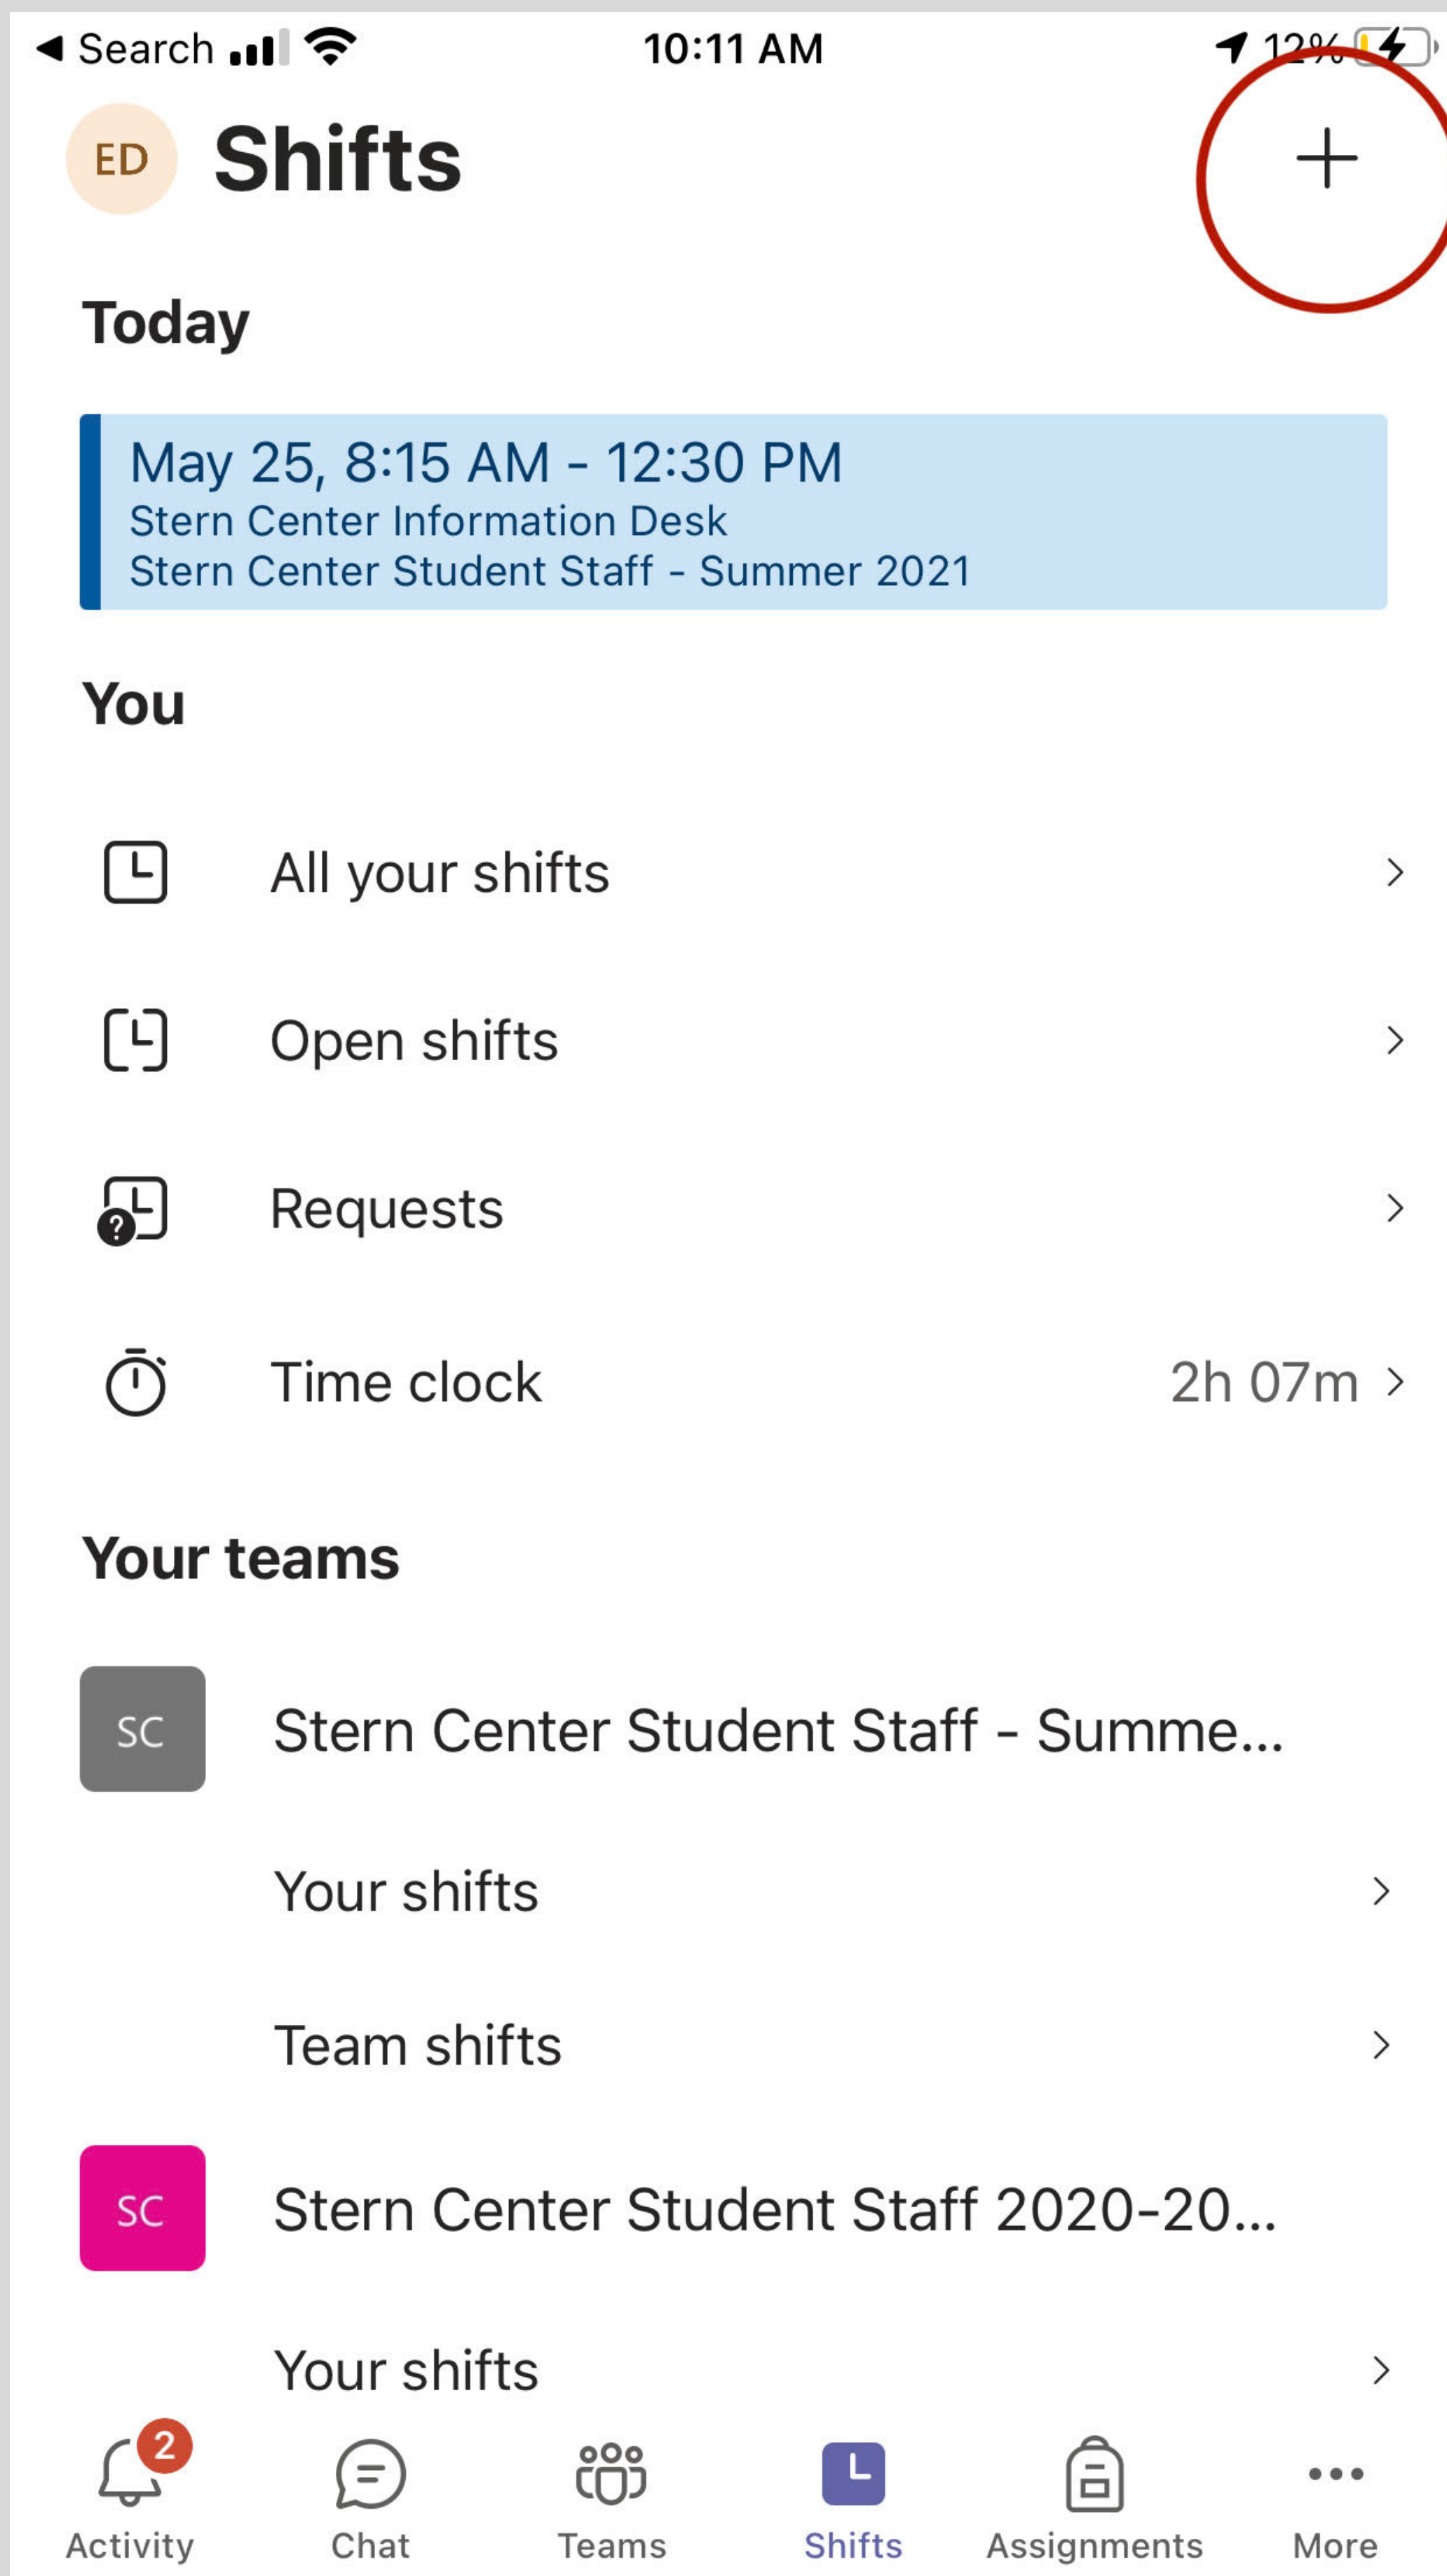 Search
10:11 AM
12%
ED
Shifts
Today
May 25, 8:15 AM - 12:30 PM
Stern Center Information Desk
Stern Center Student Staff - Summer 2021
You
All your shifts
Open shifts
?
Requests
Time clock
2h 07m
Your teams
SC
Stern Center Student Staff - Summe...
Your shifts
Team shifts
SC
Stern Center Student Staff 2020-20...
Your shifts
2
Activity
Chat
Teams
Shifts
Assignments
More